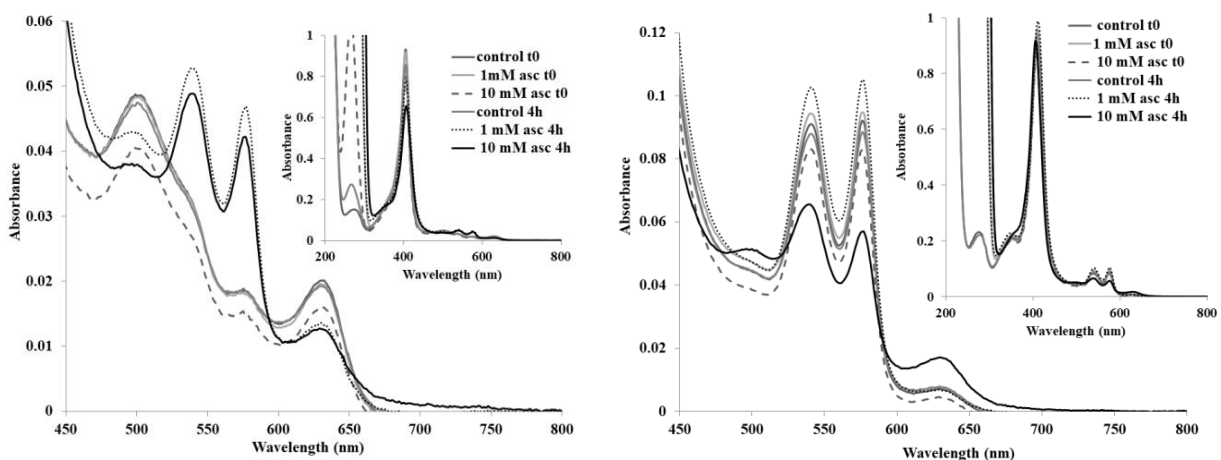 0.06
0.05
0.04
0.03
0.02
0.01
0
Absorbance
450 500 550 600 650 700 750 800
Wavelength (nm)
1
0.8
0.6
0.4
0.2
0
Absorbance
200 400 600 800
Wavelength (nm)
control t0
1mM asc t0
10 mM asc t0
control 4h
1 mM asc 4h
10 mM asc 4h
0.12
0.1
0.08
0.06
0.04
0.02
0
Absorbance
450 500 550 600 650 700 750 800
Wavelength (nm)
1
0.8
0.6
0.4
0.2
0
Absorbance
200 400 600 800
Wavelength (nm)
control t0
1 mM asc t0
10 mM asc t0
control 4h
1 mM asc 4h
10 mM asc 4h